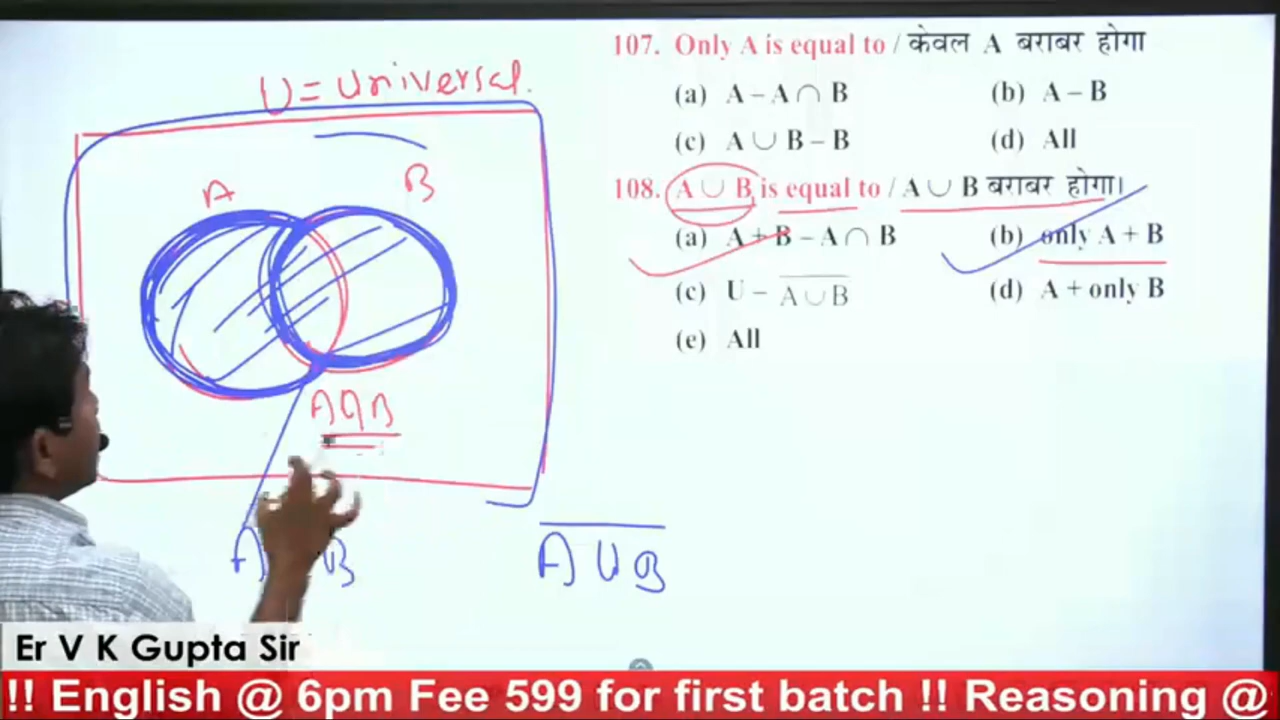 U = Universal.
A
B
A∩B
A B
A∪B
107. Only A is equal to / केवल A बराबर होगा
(a) A – A ∩ B (b) A – B
(c) A ∪ B – B (d) All
108. A ∪ B is equal to / A ∪ B बराबर होगा।
(a) A + B – A ∩ B (b) only A + B
(c) U – A̅ ̅∪̅ ̅B̅ (d) A + only B
(e) All
Er V K Gupta Sir
!! English @ 6pm Fee 599 for first batch !! Reasoning @